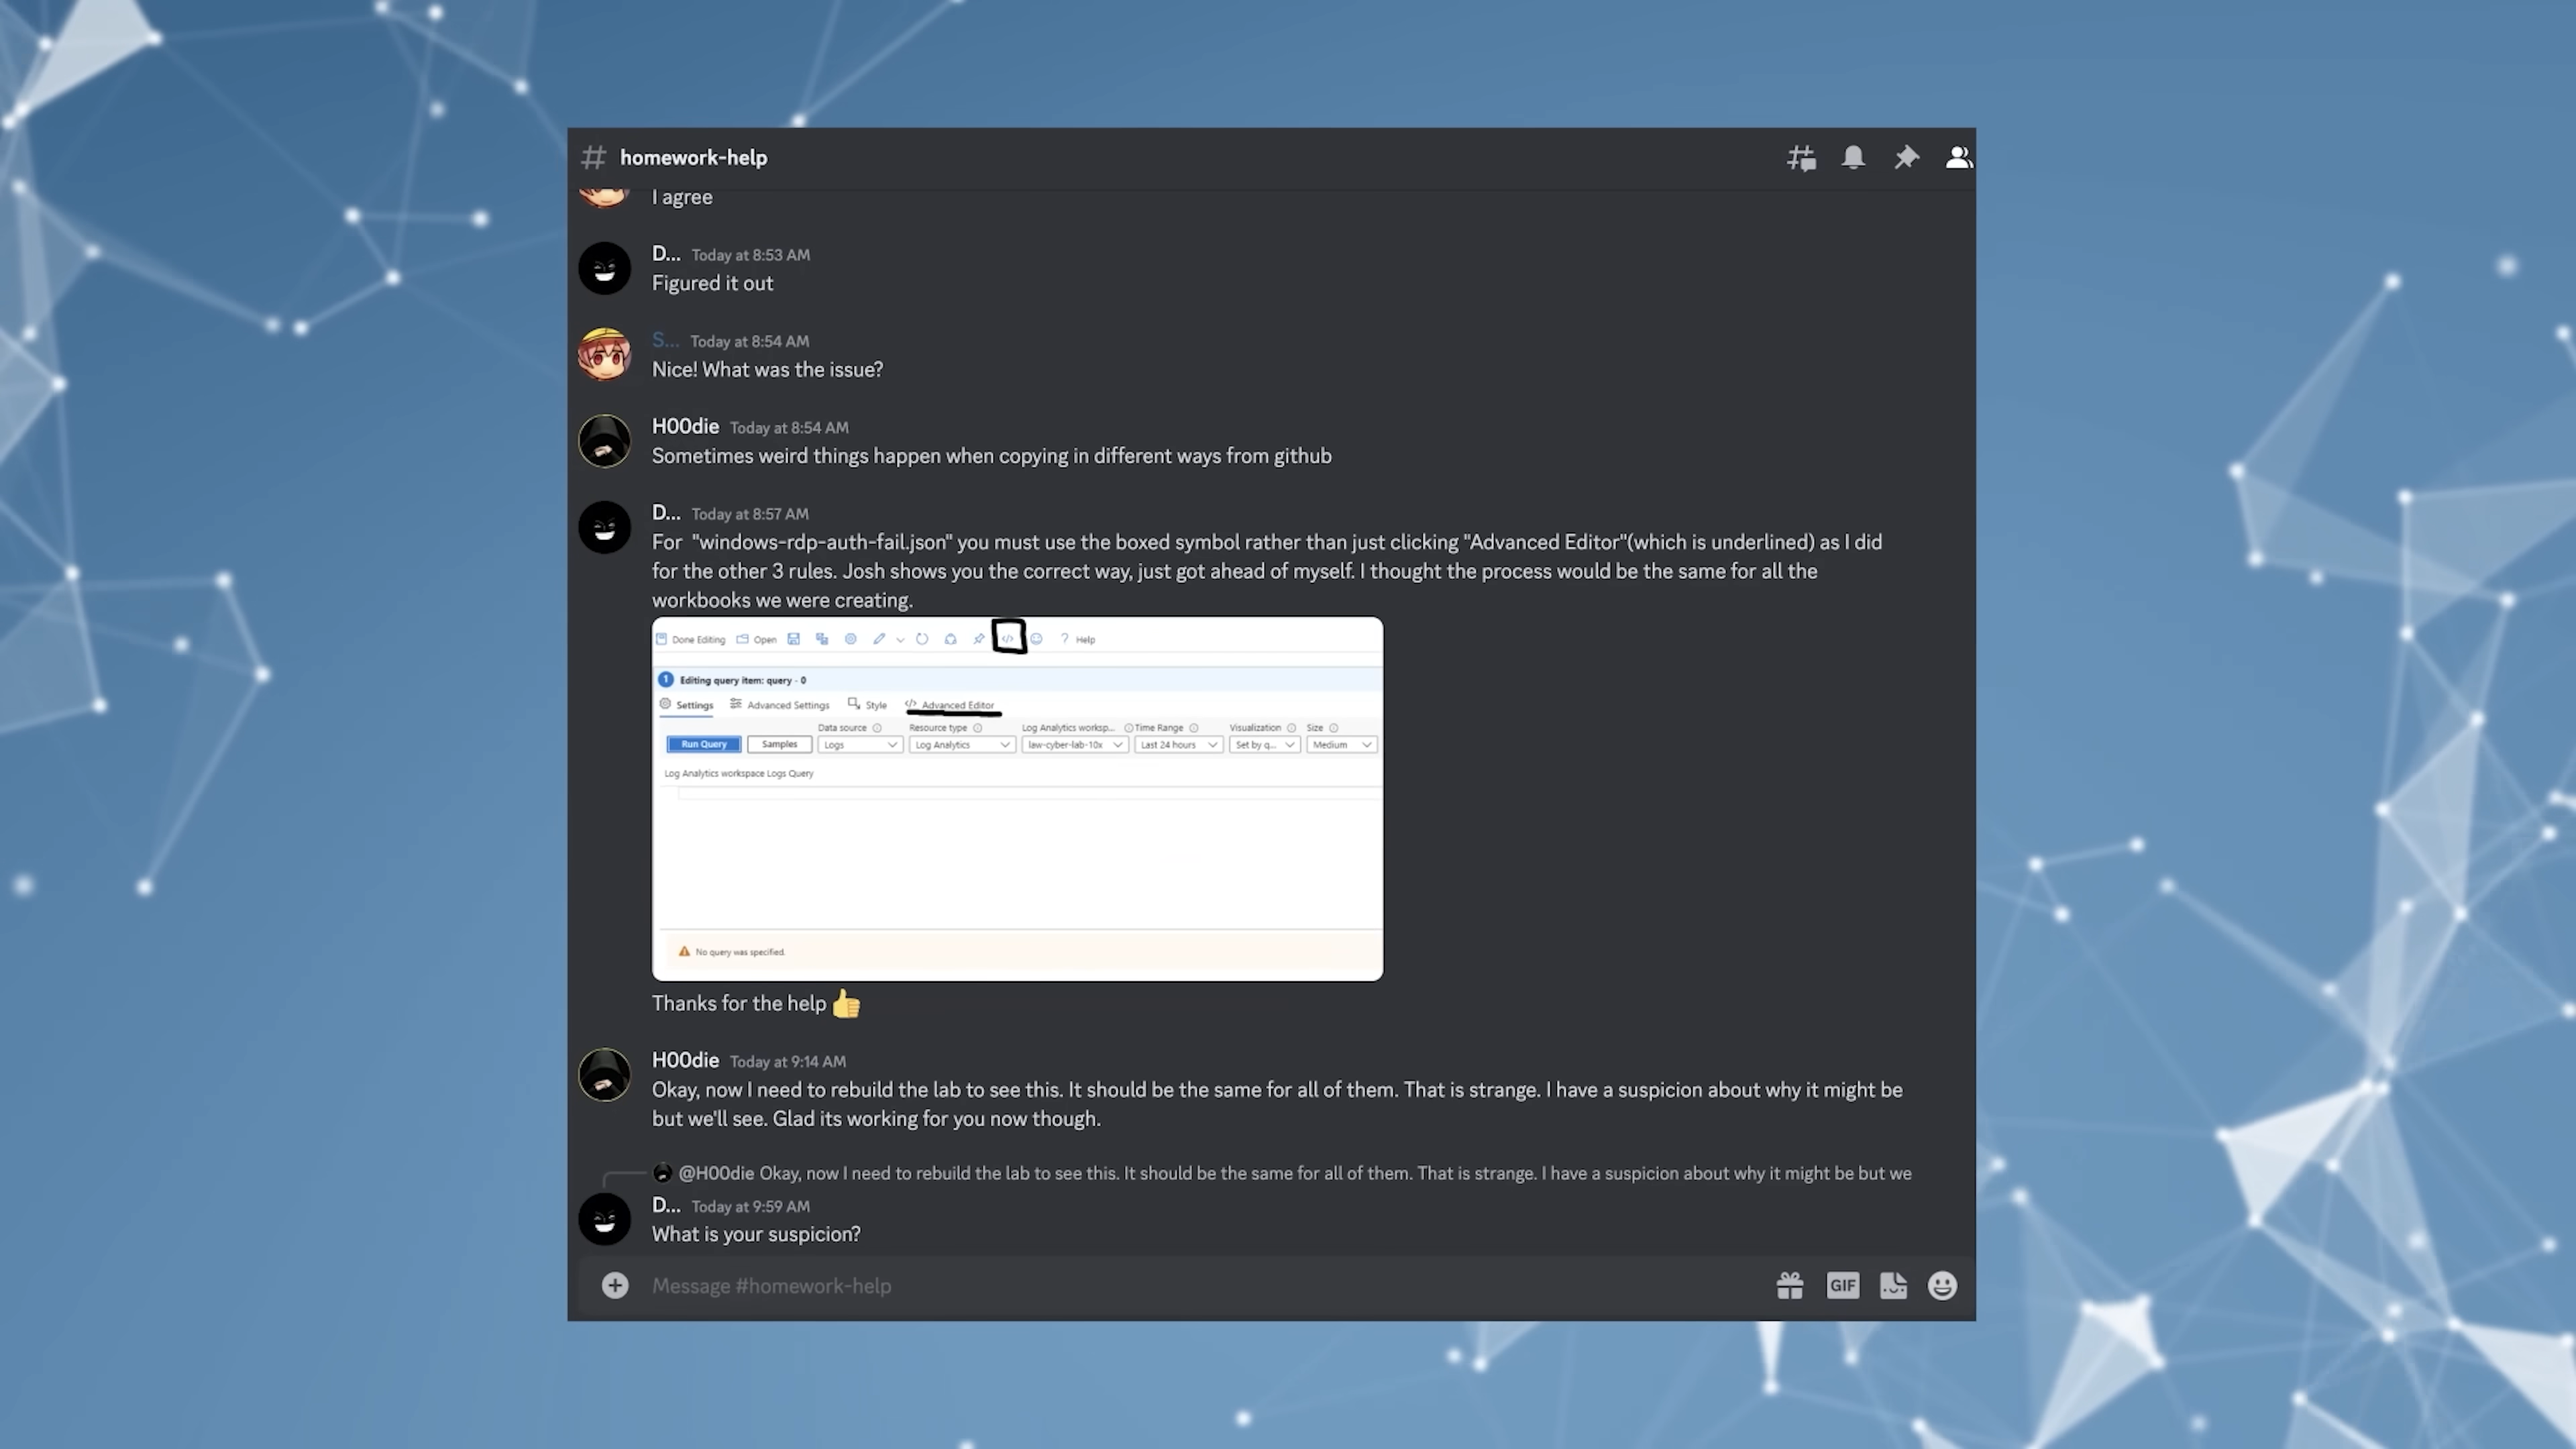 homework-help
I agree
D... Today at 8:53 AM
Figured it out
S... Today at 8:54 AM
Nice! What was the issue?
H00die Today at 8:54 AM
Sometimes weird things happen when copying in different ways from github
D... Today at 8:57 AM
For "windows-rdp-auth-fail.json" you must use the boxed symbol rather than just clicking "Advanced Editor"(which is underlined) as I did
for the other 3 rules. Josh shows you the correct way, just got ahead of myself. I thought the process would be the same for all the
workbooks we were creating.
Done Editing Open </> ? Help
1 Editing query item: query - 0
Settings Advanced Settings Style </> Advanced Editor
Data source Resource type Log Analytics worksp... Time Range Visualization Size
Run Query Samples Logs Log Analytics law-cyber-lab-10x Last 24 hours Set by q... Medium
Log Analytics workspace Logs Query
No query was specified.
Thanks for the help
H00die Today at 9:14 AM
Okay, now I need to rebuild the lab to see this. It should be the same for all of them. That is strange. I have a suspicion about why it might be
but we'll see. Glad its working for you now though.
@H00die Okay, now I need to rebuild the lab to see this. It should be the same for all of them. That is strange. I have a suspicion about why it might be but we
D... Today at 9:59 AM
What is your suspicion?
Message #homework-help
GIF